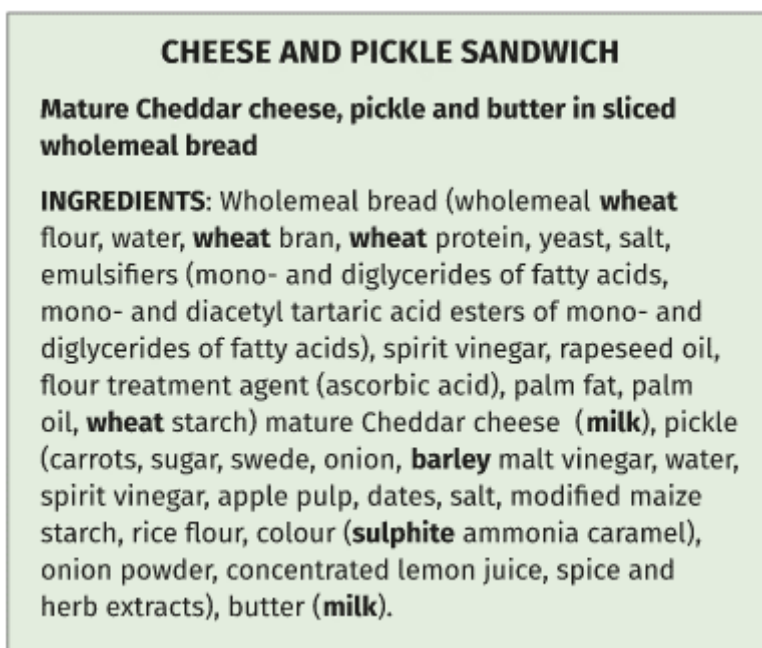 CHEESE AND PICKLE SANDWICH
Mature Cheddar cheese, pickle and butter in sliced
wholemeal bread
INGREDIENTS: Wholemeal bread (wholemeal wheat
flour, water, wheat bran, wheat protein, yeast, salt,
emulsifiers (mono- and diglycerides of fatty acids,
mono- and diacetyl tartaric acid esters of mono- and
diglycerides of fatty acids), spirit vinegar, rapeseed oil,
flour treatment agent (ascorbic acid), palm fat, palm
oil, wheat starch) mature Cheddar cheese (milk), pickle
(carrots, sugar, swede, onion, barley malt vinegar, water,
spirit vinegar, apple pulp, dates, salt, modified maize
starch, rice flour, colour (sulphite ammonia caramel),
onion powder, concentrated lemon juice, spice and
herb extracts), butter (milk).